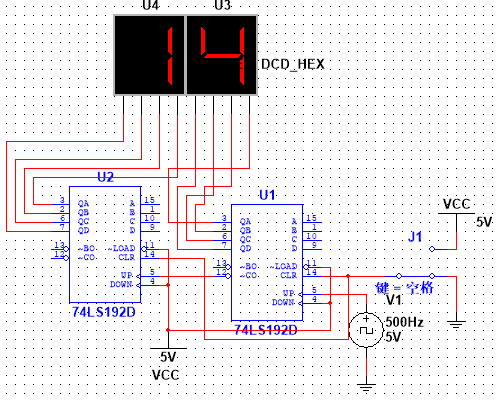 U4
U3
14
DCD_HEX
U2
3 QA A 15
2 QB B 1
6 QC C 10
7 QD D 9
13 ~BO ~LOAD 11
12 ~CO CLR 14
UP 5
DOWN 4
74LS192D
U1
3 QA A 15
2 QB B 1
6 QC C 10
7 QD D 9
13 ~BO ~LOAD 11
12 ~CO CLR 14
UP 5
DOWN 4
74LS192D
VCC
5V
J1
键 = 空格
V1
500Hz
5V
5V
VCC